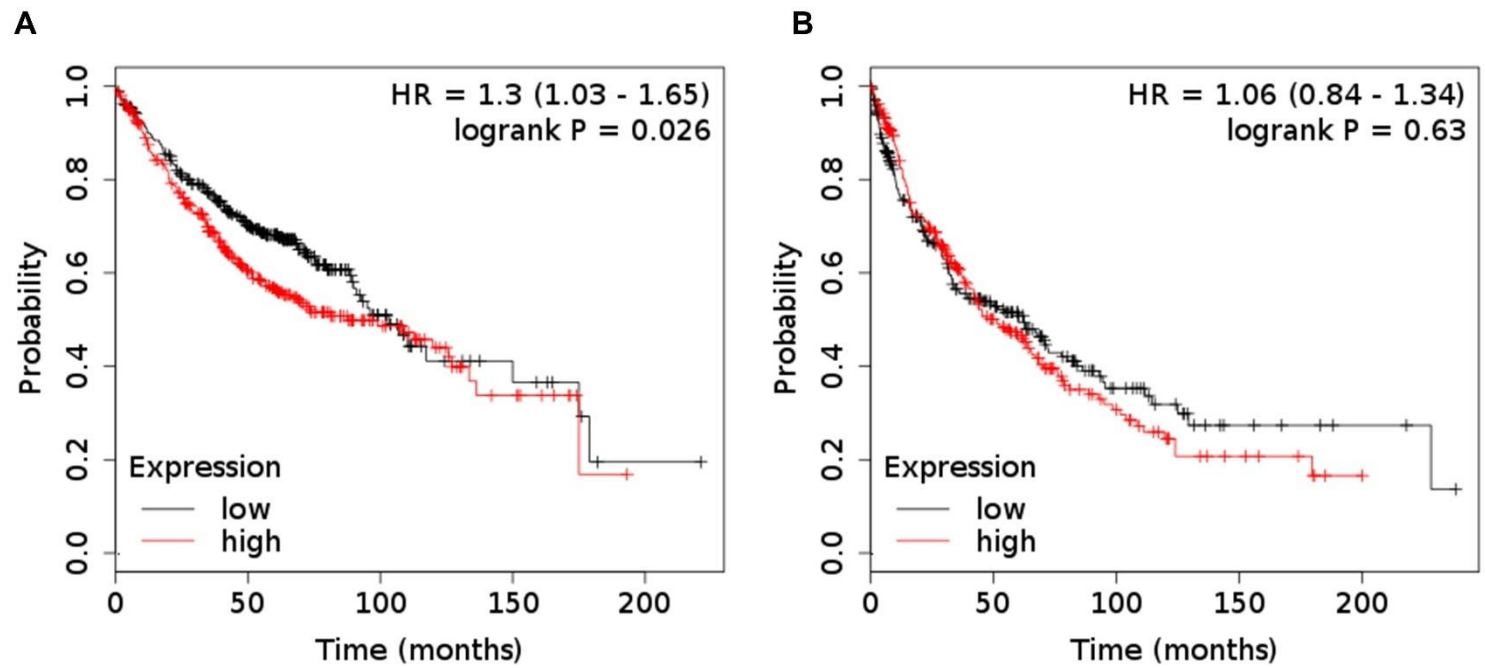 A
HR = 1.3 (1.03 - 1.65)
logrank P = 0.026
Probability
1.0
0.8
0.6
0.4
0.2
0.0
Expression
low
high
0 50 100 150 200
Time (months)
B
HR = 1.06 (0.84 - 1.34)
logrank P = 0.63
Probability
1.0
0.8
0.6
0.4
0.2
0.0
Expression
low
high
0 50 100 150 200
Time (months)